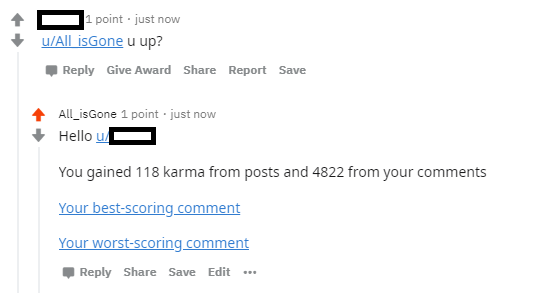 1 point · just now
u/All_isGone u up?
Reply Give Award Share Report Save
All_isGone 1 point · just now
Hello u/
You gained 118 karma from posts and 4822 from your comments
Your best-scoring comment
Your worst-scoring comment
Reply Share Save Edit •••